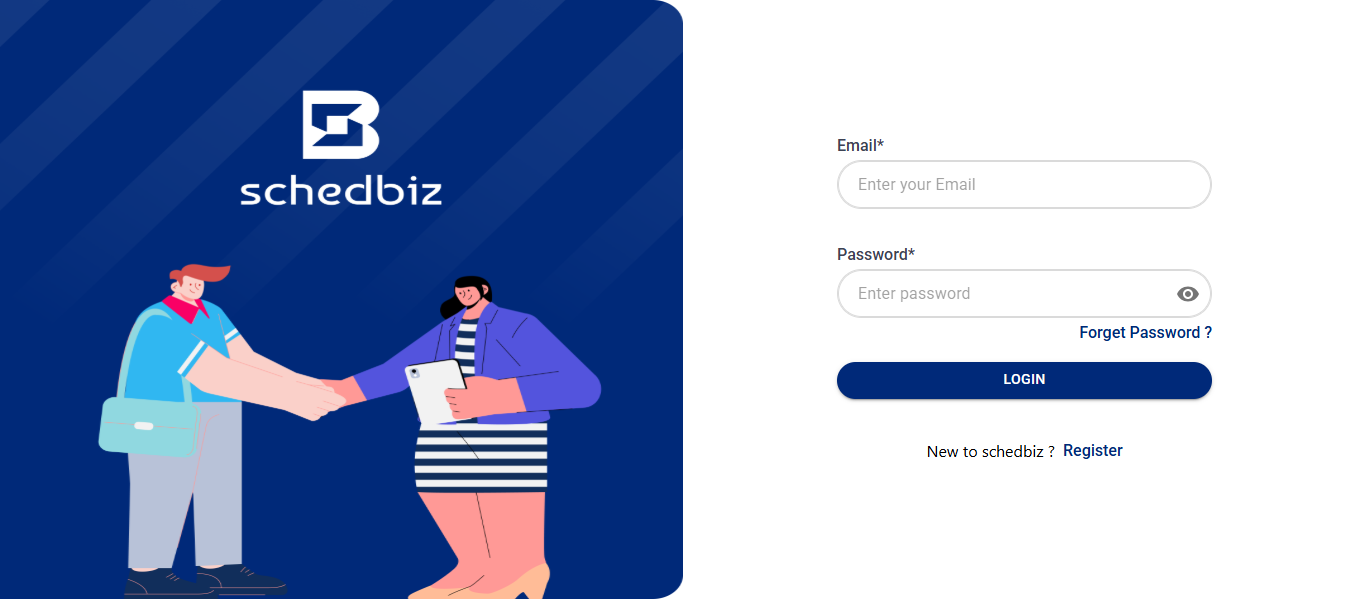 schedbiz
Email*
Enter your Email
Password*
Enter password
Forget Password ?
LOGIN
New to schedbiz ? Register